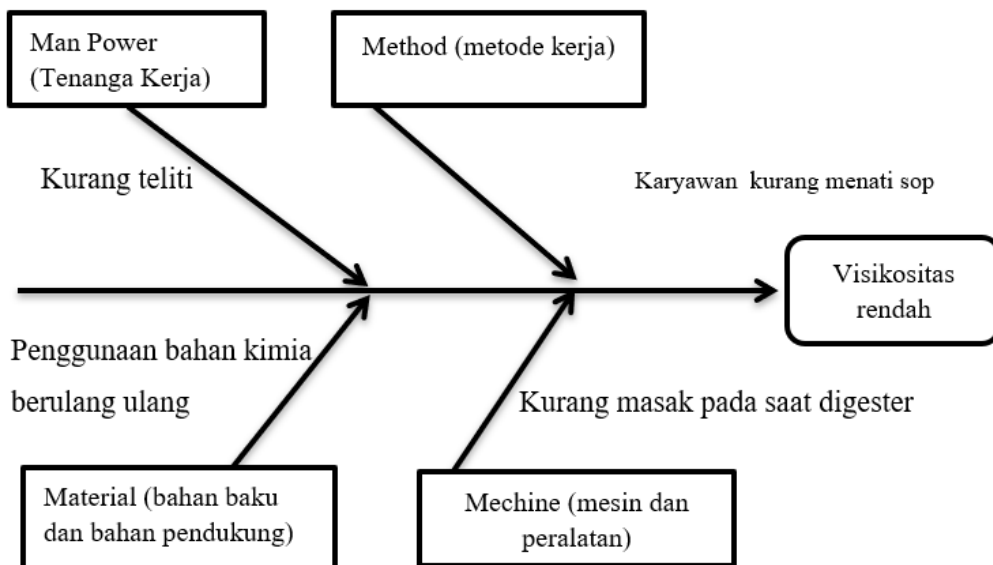 Man Power
(Tenanga Kerja)
Method (metode kerja)
Kurang teliti
Karyawan kurang menati sop
Visikositas
rendah
Penggunaan bahan kimia
berulang ulang
Kurang masak pada saat digester
Material (bahan baku
dan bahan pendukung)
Mechine (mesin dan
peralatan)